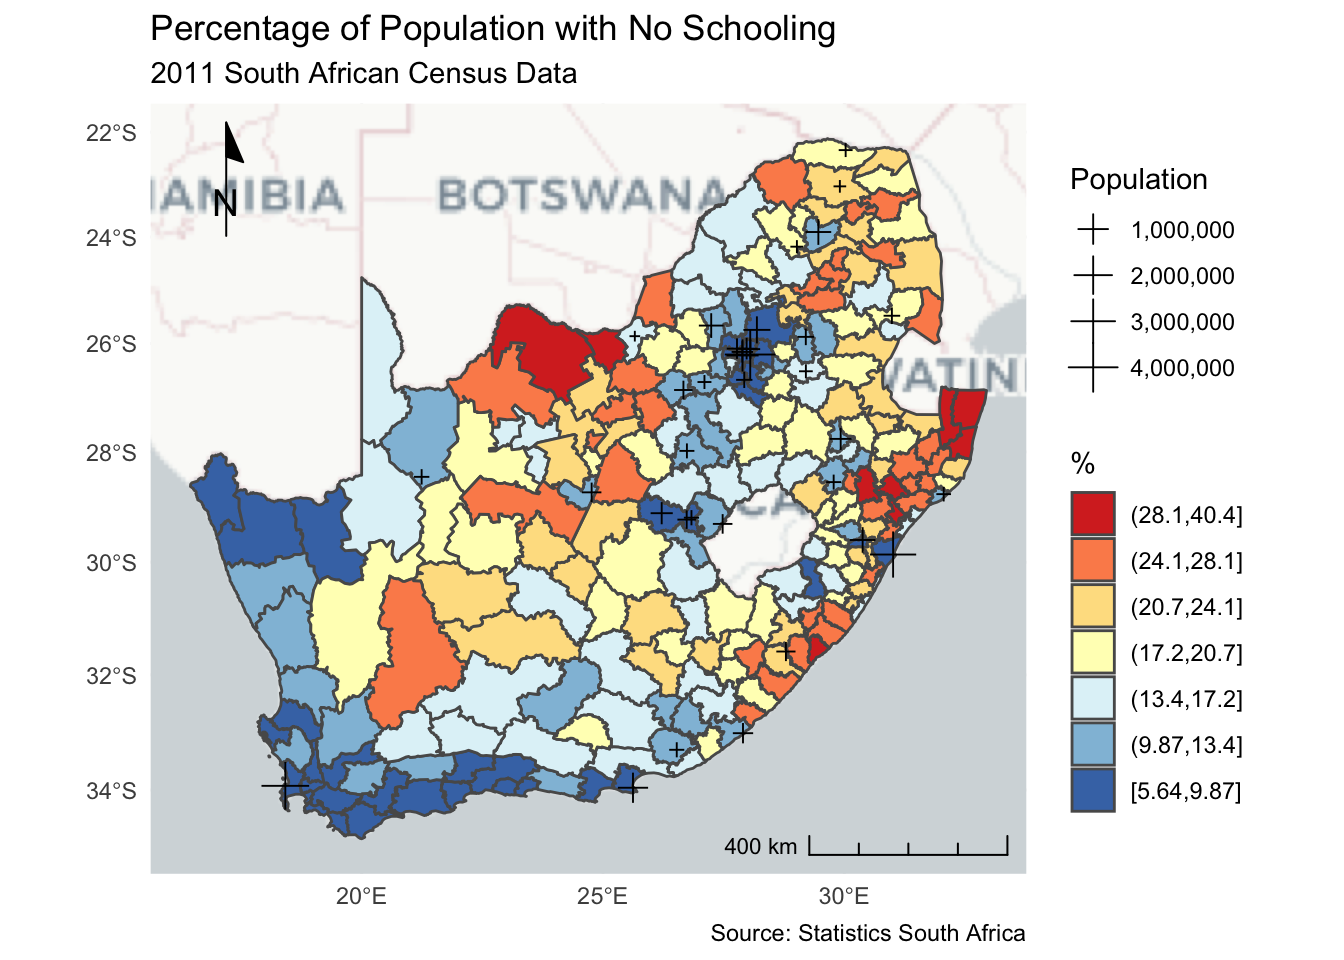 Percentage of Population with No Schooling
2011 South African Census Data
22°S
24°S
26°S
28°S
30°S
32°S
34°S
N
AMIBIA
BOTSWANA
VATINI
CA
400 km
20°E
25°E
30°E
Source: Statistics South Africa
Population
1,000,000
2,000,000
3,000,000
4,000,000
%
(28.1,40.4]
(24.1,28.1]
(20.7,24.1]
(17.2,20.7]
(13.4,17.2]
(9.87,13.4]
[5.64,9.87]